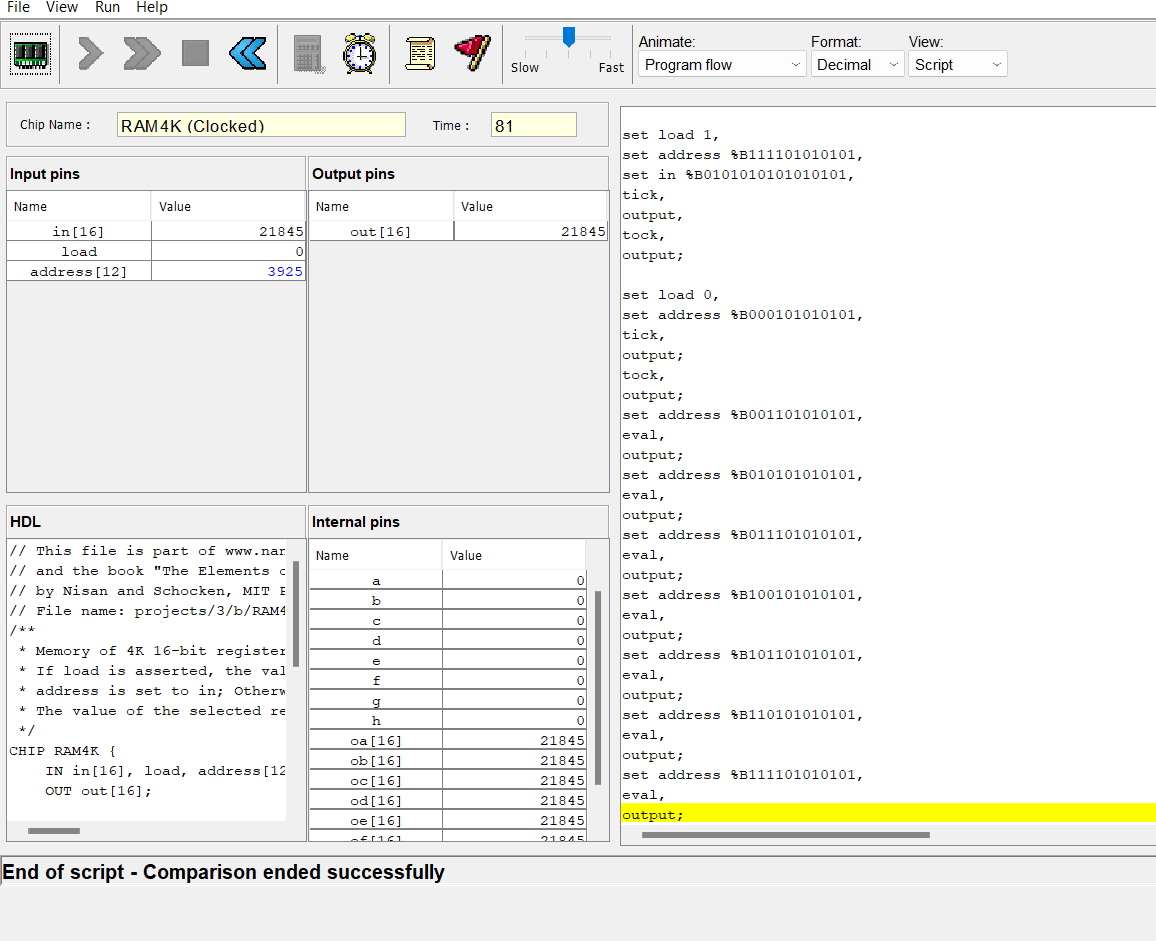 File View Run Help
Animate: Format: View:
Slow Fast Program flow Decimal Script
Chip Name : RAM4K (Clocked) Time : 81
Input pins
Name Value
in[16] 21845
load 0
address[12] 3925
Output pins
Name Value
out[16] 21845
HDL
// This file is part of www.nan
// and the book "The Elements o
// by Nisan and Schocken, MIT P
// File name: projects/3/b/RAM4
/**
* Memory of 4K 16-bit register
* If load is asserted, the val
* address is set to in; Otherw
* The value of the selected re
*/
CHIP RAM4K {
IN in[16], load, address[12
OUT out[16];
Internal pins
Name Value
a 0
b 0
c 0
d 0
e 0
f 0
g 0
h 0
oa[16] 21845
ob[16] 21845
oc[16] 21845
od[16] 21845
oe[16] 21845
of[16] 21845
set load 1,
set address %B111101010101,
set in %B0101010101010101,
tick,
output,
tock,
output;
set load 0,
set address %B000101010101,
tick,
output;
tock,
output;
set address %B001101010101,
eval,
output;
set address %B010101010101,
eval,
output;
set address %B011101010101,
eval,
output;
set address %B100101010101,
eval,
output;
set address %B101101010101,
eval,
output;
set address %B110101010101,
eval,
output;
set address %B111101010101,
eval,
output;
End of script - Comparison ended successfully